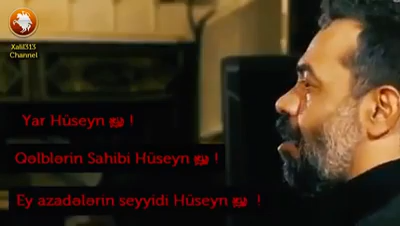 Xalil313
Channel
Yar Hüseyn !
Qəlblərin Sahibi Hüseyn !
Ey azadələrin seyyidi Hüseyn !